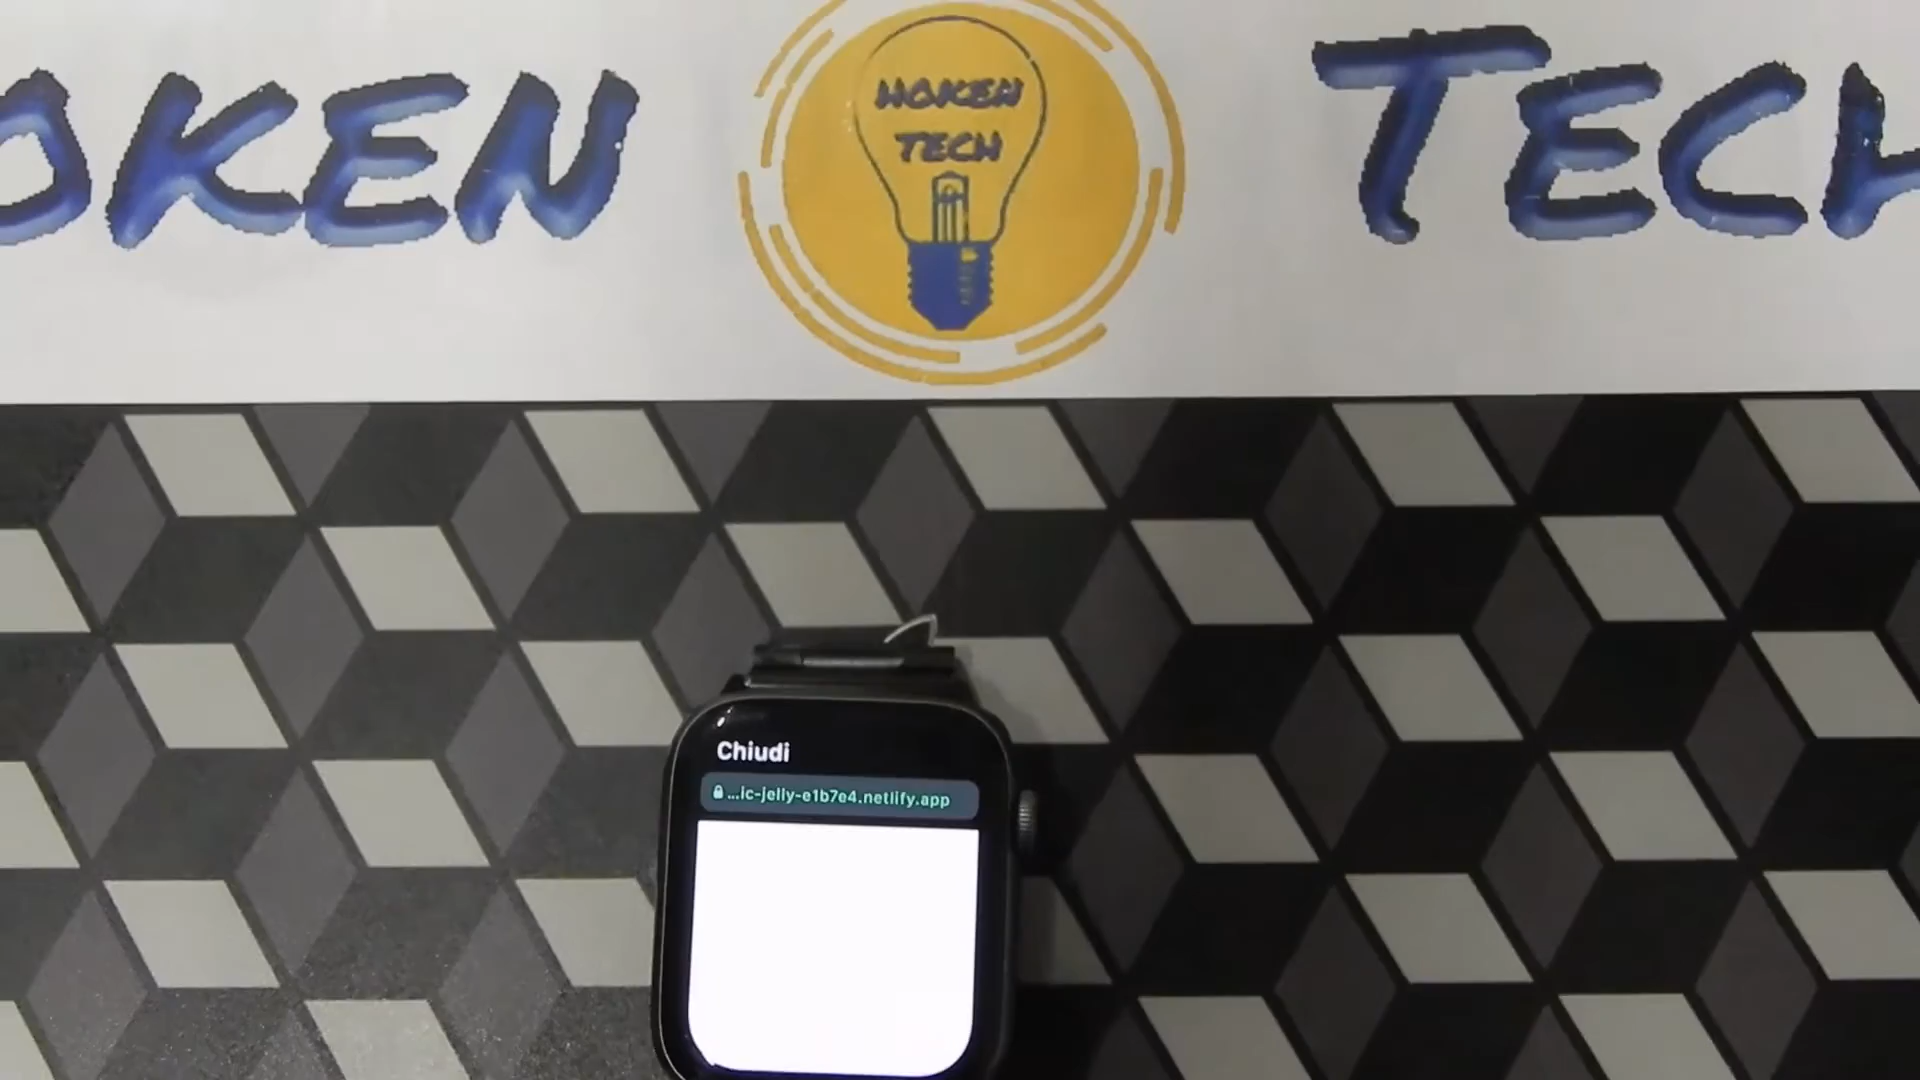 OKEN
HOKEN
TECH
TECH
Chiudi
...ic-jelly-e1b7e4.netlify.app